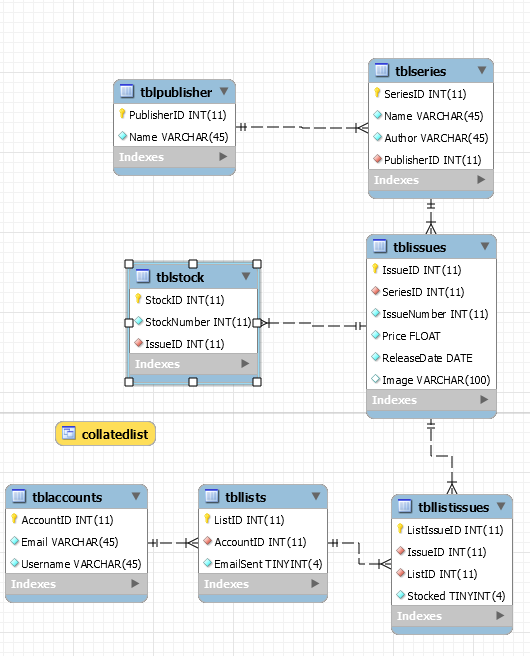 tblpublisher
PublisherID INT(11)
Name VARCHAR(45)
Indexes
tblseries
SeriesID INT(11)
Name VARCHAR(45)
Author VARCHAR(45)
PublisherID INT(11)
Indexes
tblstock
StockID INT(11)
StockNumber INT(11)
IssueID INT(11)
Indexes
tblissues
IssueID INT(11)
SeriesID INT(11)
IssueNumber INT(11)
Price FLOAT
ReleaseDate DATE
Image VARCHAR(100)
Indexes
collatedlist
tblaccounts
AccountID INT(11)
Email VARCHAR(45)
Username VARCHAR(45)
Indexes
tbllists
ListID INT(11)
AccountID INT(11)
EmailSent TINYINT(4)
Indexes
tbllistissues
ListIssueID INT(11)
IssueID INT(11)
ListID INT(11)
Stocked TINYINT(4)
Indexes